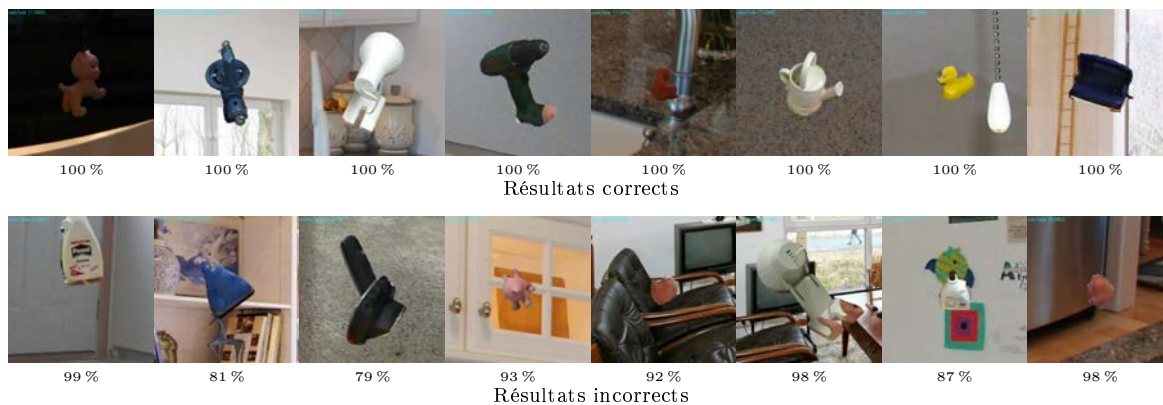 100 % 100 % 100 % 100 % 100 % 100 % 100 % 100 %
Résultats corrects
99 % 81 % 79 % 93 % 92 % 98 % 87 % 98 %
Résultats incorrects